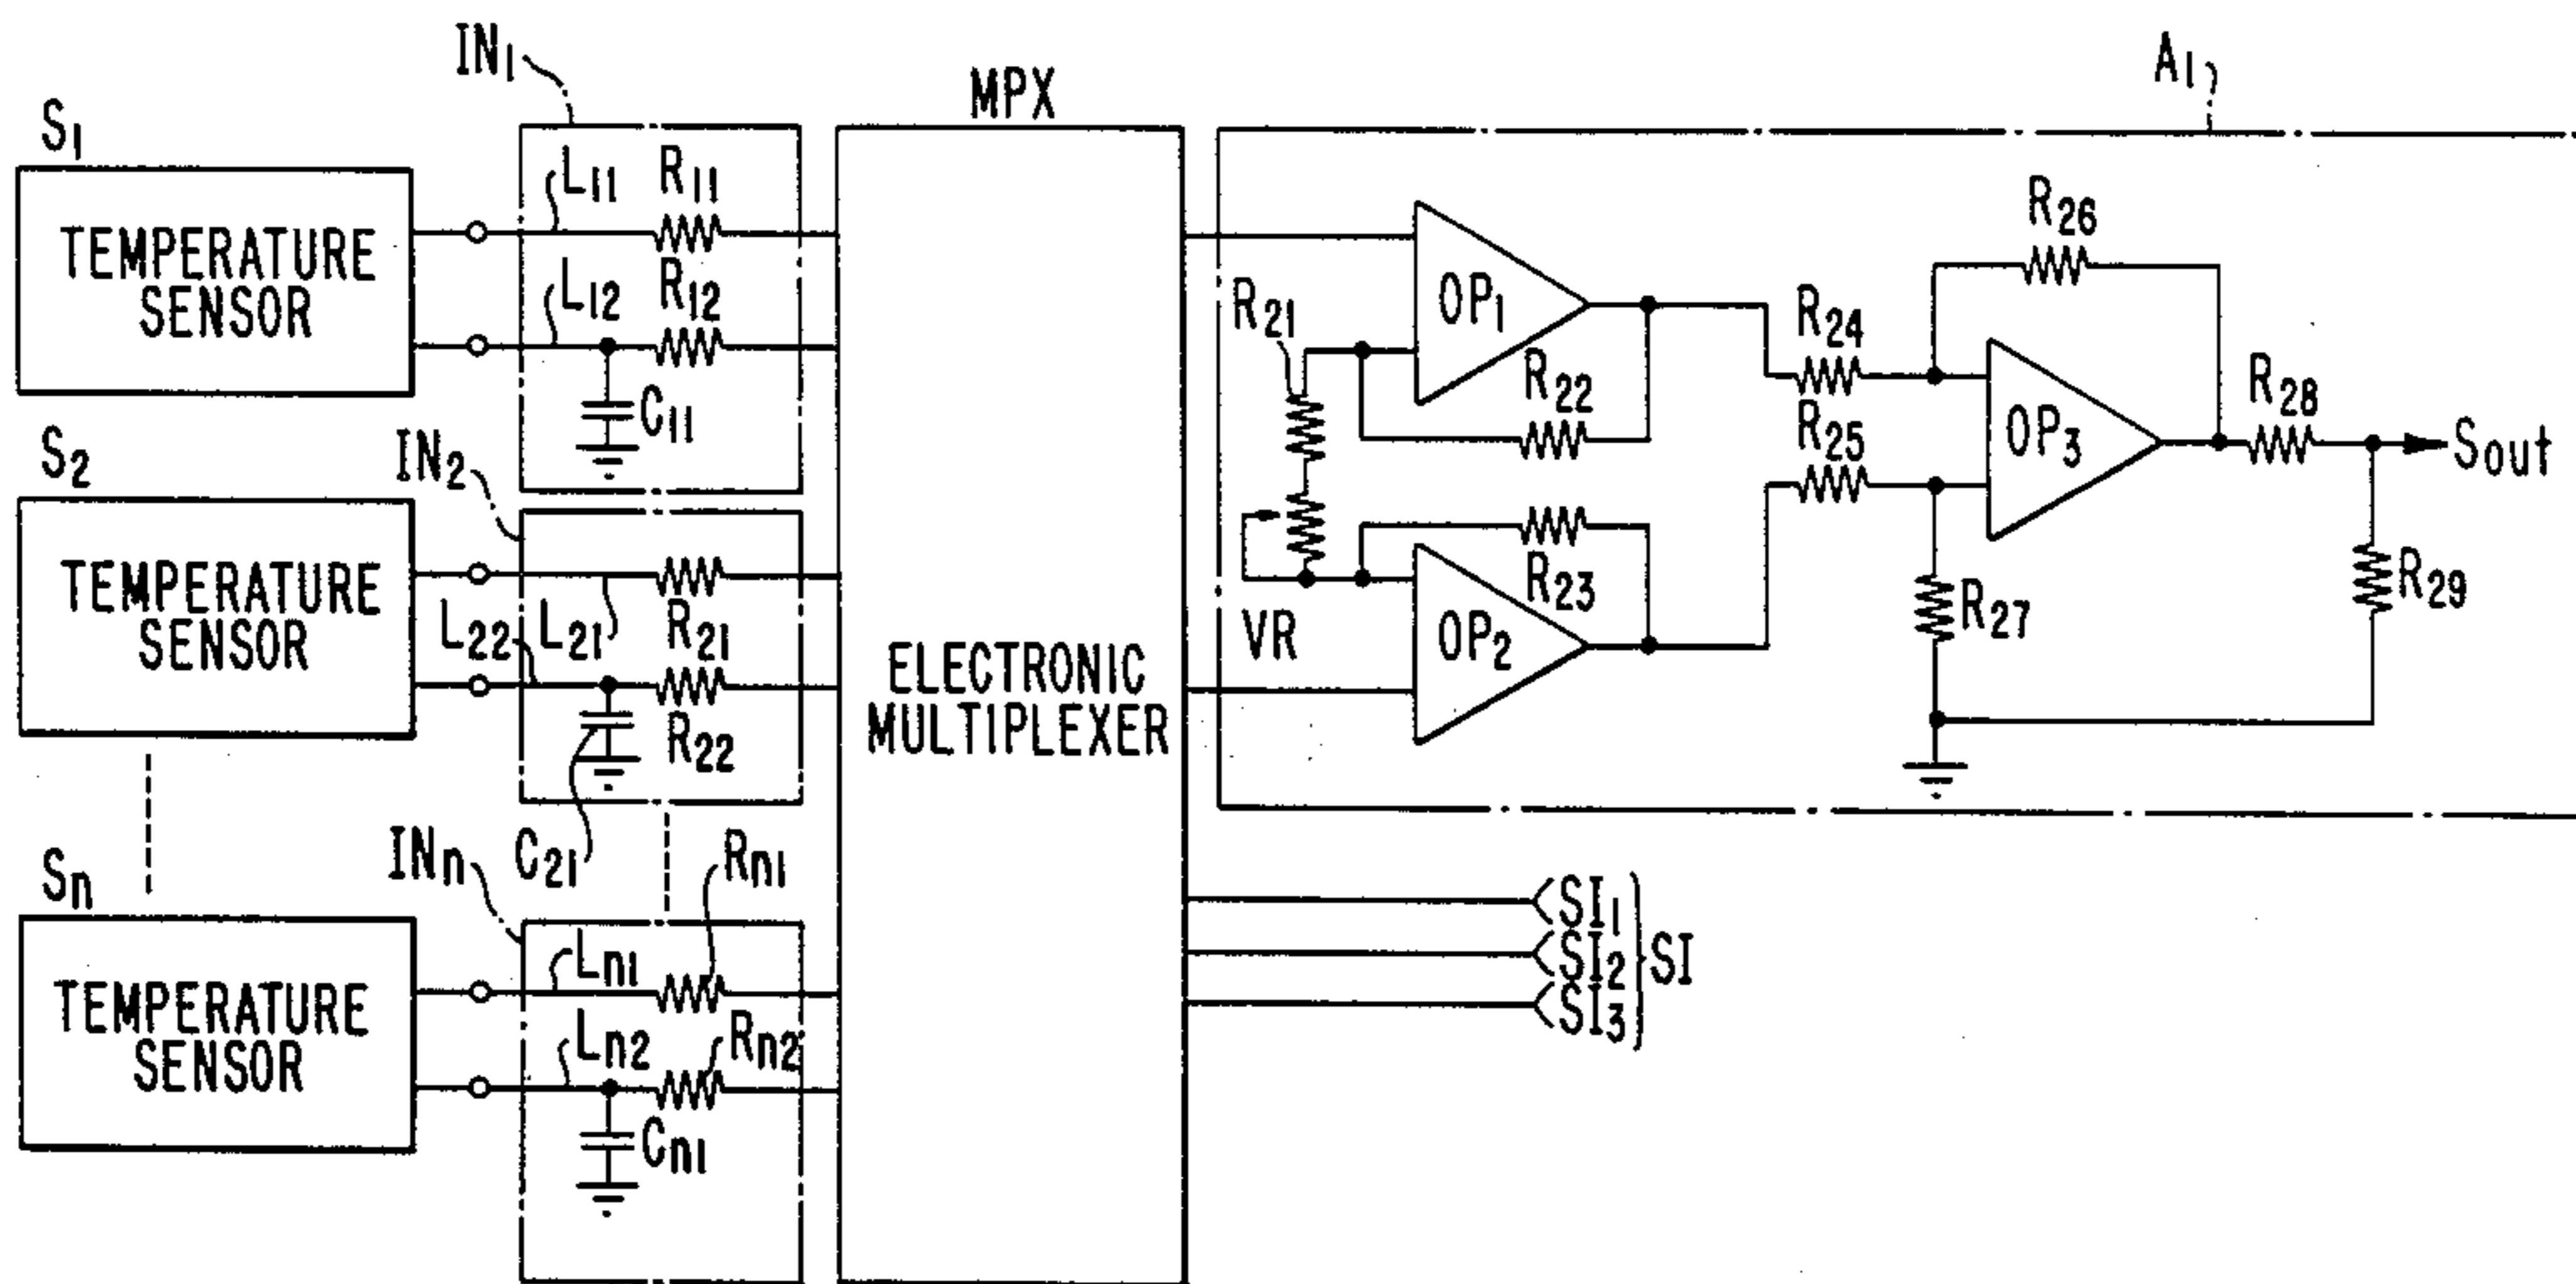 IN1
MPX
A1
S1
TEMPERATURE
SENSOR
L11
R11
L12
R12
C11
S2
IN2
TEMPERATURE
SENSOR
L22
L21
R21
R22
C21
Sn
INn
Rn1
TEMPERATURE
SENSOR
Ln1
Ln2
Rn2
Cn1
ELECTRONIC
MULTIPLEXER
OP1
R21
R22
VR
R23
OP2
R24
R25
R26
OP3
R27
R28
R29
Sout
SI1
SI2
SI3
SI